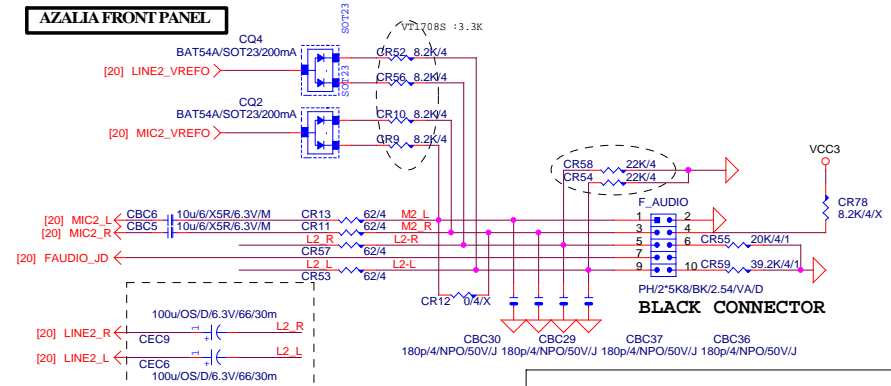 AZALIA FRONT PANEL
SOT23
VT1708S :3.3K
CQ4
BAT54A/SOT23/200mA
CR52 8.2K/4
[20] LINE2_VREFO
CR56 8.2K/4
SOT23
CQ2
BAT54A/SOT23/200mA
CR10 8.2K/4
[20] MIC2_VREFO
CR9 8.2K/4
VCC3
CR58 22K/4
CR54 22K/4
F_AUDIO
CR78
8.2K/4/X
[20] MIC2_L CBC6 10u/6/X5R/6.3V/M CR13 62/4 M2_L 1 2
[20] MIC2_R CBC5 10u/6/X5R/6.3V/M CR11 62/4 M2_R 3 4
L2_R L2-R 5 6 CR55 20K/4/1
CR57 62/4
[20] FAUDIO_JD 7
L2_L L2-L 9 10 CR59 39.2K/4/1
CR53 62/4
PH/2*5K8/BK/2.54/VA/D
BLACK CONNECTOR
CR12 0/4/X
100u/OS/D/6.3V/66/30m
[20] LINE2_R 1 + L2_R
CEC9
[20] LINE2_L 1 + L2_L
CEC6
100u/OS/D/6.3V/66/30m
CBC30 CBC29 CBC37 CBC36
180p/4/NPO/50V/J 180p/4/NPO/50V/J 180p/4/NPO/50V/J 180p/4/NPO/50V/J